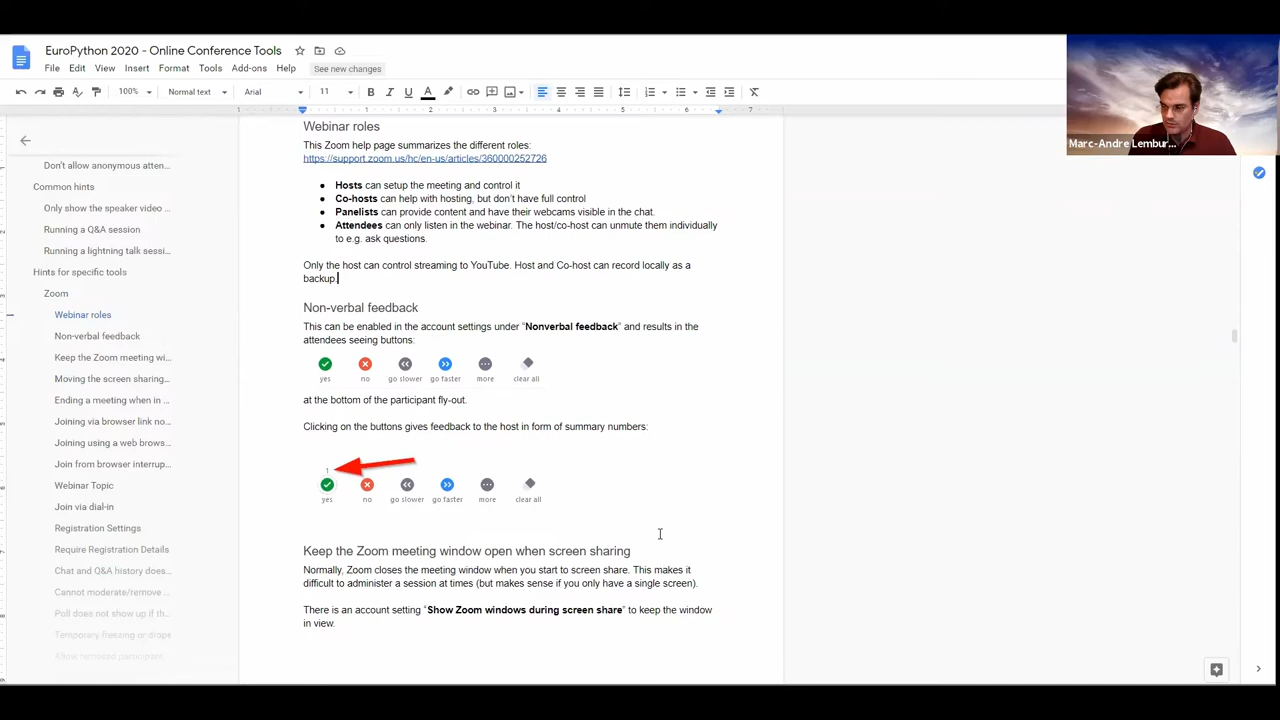 EuroPython 2020 - Online Conference Tools
File Edit View Insert Format Tools Add-ons Help See new changes
100% Normal text Arial 11
1 1 2 3 4 5 6 7
Marc-Andre Lembur...
Don't allow anonymous atten...
Common hints
Only show the speaker video ...
Running a Q&A session
Running a lightning talk sessi...
Hints for specific tools
Zoom
Webinar roles
Non-verbal feedback
Keep the Zoom meeting wi...
Moving the screen sharing...
Ending a meeting when in ...
Joining via browser link no...
Joining using a web brows...
Join from browser interrup...
Webinar Topic
Join via dial-in
Registration Settings
Require Registration Details
Chat and Q&A history does...
Cannot moderate/remove ...
Poll does not show up if th...
Temporary freezing or drops
Allow removed participant
Webinar roles
This Zoom help page summarizes the different roles:
https://support.zoom.us/hc/en-us/articles/360000252726
● Hosts can setup the meeting and control it
● Co-hosts can help with hosting, but don't have full control
● Panelists can provide content and have their webcams visible in the chat.
● Attendees can only listen in the webinar. The host/co-host can unmute them individually
to e.g. ask questions.
Only the host can control streaming to YouTube. Host and Co-host can record locally as a
backup.
Non-verbal feedback
This can be enabled in the account settings under "Nonverbal feedback" and results in the
attendees seeing buttons:
yes no go slower go faster more clear all
at the bottom of the participant fly-out.
Clicking on the buttons gives feedback to the host in form of summary numbers:
1
yes no go slower go faster more clear all
Keep the Zoom meeting window open when screen sharing
Normally, Zoom closes the meeting window when you start to screen share. This makes it
difficult to administer a session at times (but makes sense if you only have a single screen).
There is an account setting "Show Zoom windows during screen share" to keep the window
in view.